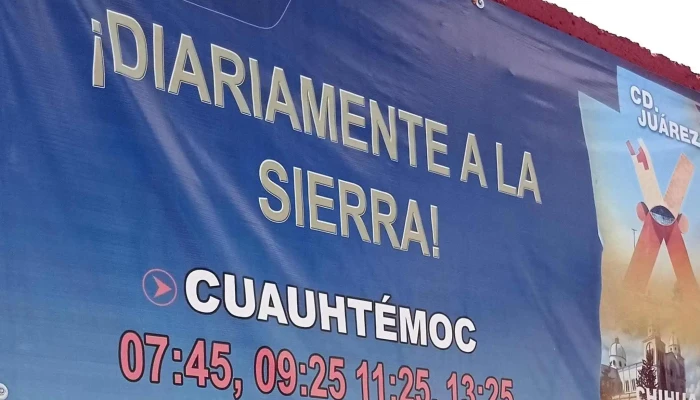 ¡DIARIAMENTE A LA
SIERRA!
CUAUHTÉMOC
07:45, 09:25 11:25, 13:25
CD.
JUÁREZ